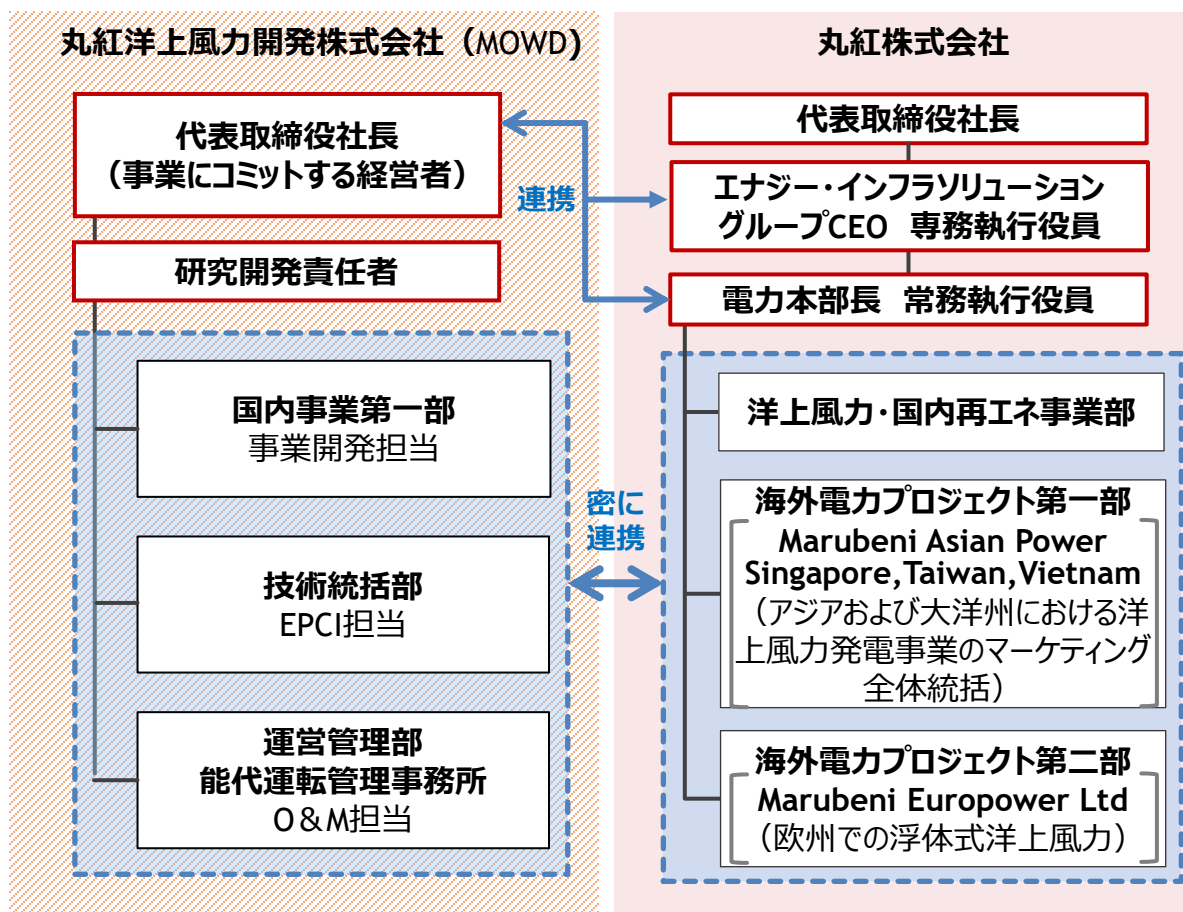 丸紅洋上風力開発株式会社（MOWD)
代表取締役社長
（事業にコミットする経営者）
研究開発責任者
国内事業第一部
事業開発担当
技術統括部
EPCI担当
運営管理部
能代運転管理事務所
O＆M担当
連携
密に
連携
丸紅株式会社
代表取締役社長
エナジー・インフラソリューション
グループCEO 専務執行役員
電力本部長 常務執行役員
洋上風力・国内再エネ事業部
海外電力プロジェクト第一部
Marubeni Asian Power
Singapore,Taiwan,Vietnam
（アジアおよび大洋州における洋
上風力発電事業のマーケティング
全体統括）
海外電力プロジェクト第二部
Marubeni Europower Ltd
（欧州での浮体式洋上風力）